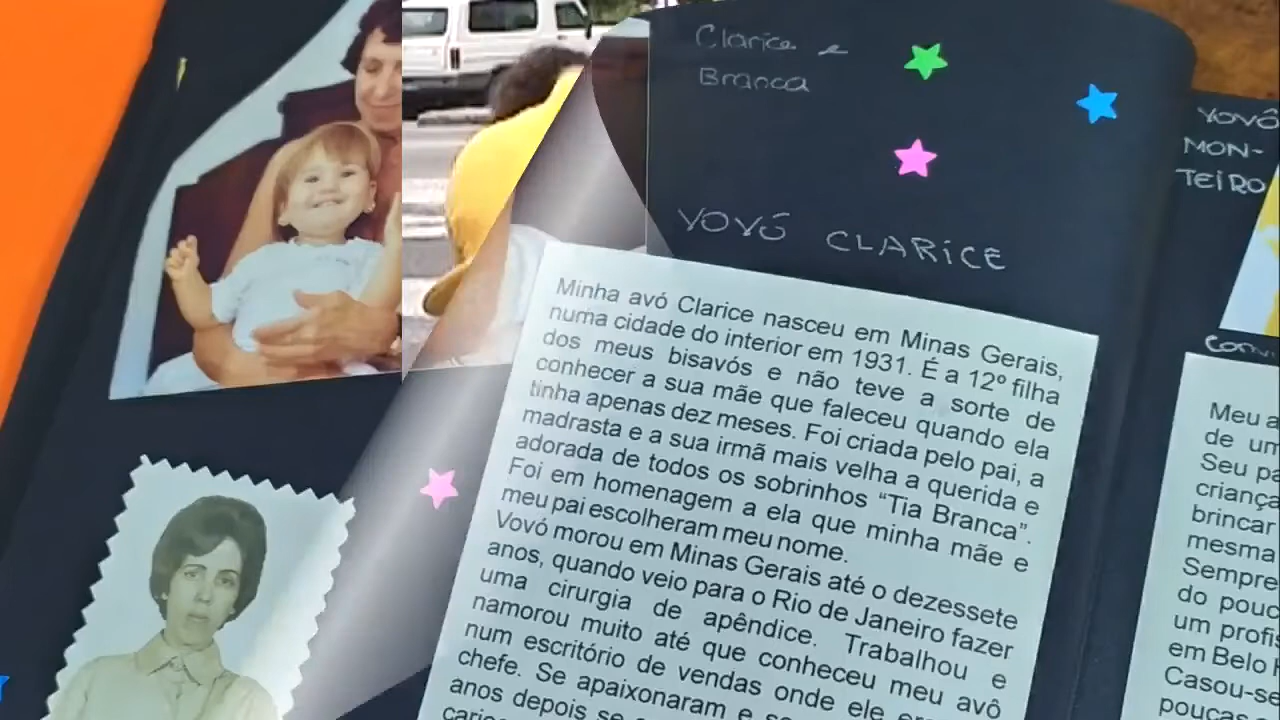 Clarice e
Branca
VOVÓ CLARICE
Minha avó Clarice nasceu em Minas Gerais,
numa cidade do interior em 1931. É a 12º filha
dos meus bisavós e não teve a sorte de
conhecer a sua mãe que faleceu quando ela
tinha apenas dez meses. Foi criada pelo pai, a
madrasta e a sua irmã mais velha a querida e
adorada de todos os sobrinhos “Tia Branca”.
Foi em homenagem a ela que minha mãe e
meu pai escolheram meu nome.
Vovó morou em Minas Gerais até o dezessete
anos, quando veio para o Rio de Janeiro fazer
uma cirurgia de apêndice. Trabalhou e
namorou muito até que conheceu meu avô
num escritório de vendas onde ele
chefe. Se apaixonaram e
anos depois se
VOVÔ
MON-
TEIRO
Meu a
de um
Seu pa
criança
brincar
mesma
Sempre
do pouc
um profis
em Belo
Casou-se
poucas